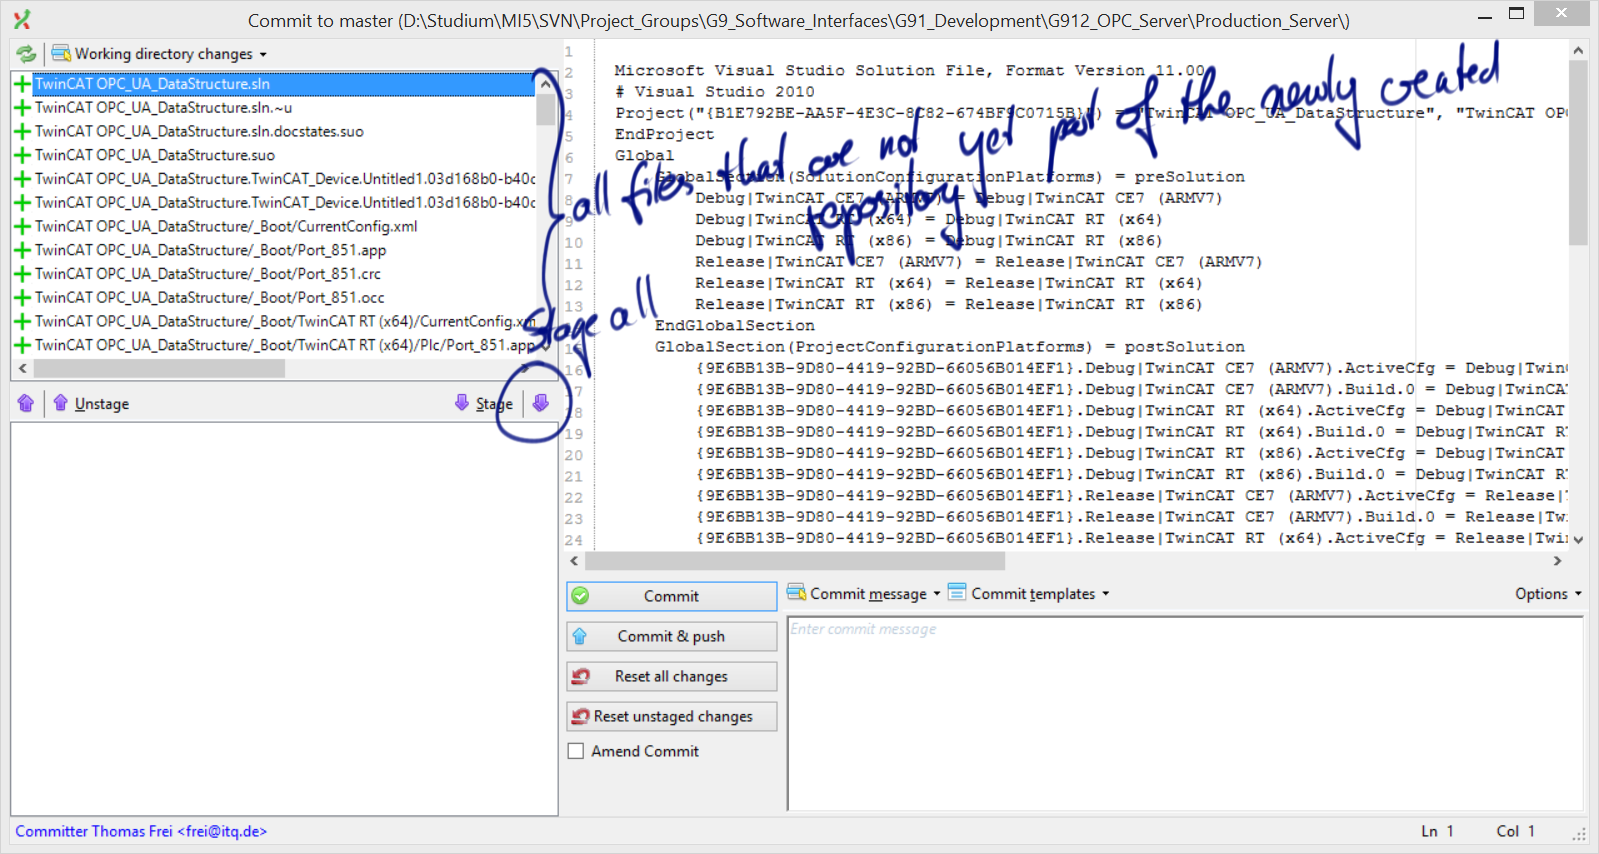 Commit to master (D:\Studium\MI5\SVN\Project_Groups\G9_Software_Interfaces\G91_Development\G912_OPC_Server\Production_Server\)
Working directory changes
TwinCAT OPC_UA_DataStructure.sln
TwinCAT OPC_UA_DataStructure.sln.~u
TwinCAT OPC_UA_DataStructure.sln.docstates.suo
TwinCAT OPC_UA_DataStructure.suo
TwinCAT OPC_UA_DataStructure.TwinCAT_Device.Untitled1.03d168b0-b40c
TwinCAT OPC_UA_DataStructure.TwinCAT_Device.Untitled1.03d168b0-b40c
TwinCAT OPC_UA_DataStructure/_Boot/CurrentConfig.xml
TwinCAT OPC_UA_DataStructure/_Boot/Port_851.app
TwinCAT OPC_UA_DataStructure/_Boot/Port_851.crc
TwinCAT OPC_UA_DataStructure/_Boot/Port_851.occ
TwinCAT OPC_UA_DataStructure/_Boot/TwinCAT RT (x64)/CurrentConfig.xm
TwinCAT OPC_UA_DataStructure/_Boot/TwinCAT RT (x64)/Plc/Port_851.app
all files that are not yet part of the newly created
repository
Stage all
Unstage
Stage
1
2 Microsoft Visual Studio Solution File, Format Version 11.00
3 # Visual Studio 2010
4 Project("{B1E792BE-AA5F-4E3C-8C82-674BF9C0715B}") = "TwinCAT OPC_UA_DataStructure", "TwinCAT OPC
5 EndProject
6 Global
7 GlobalSection(SolutionConfigurationPlatforms) = preSolution
8 Debug|TwinCAT CE7 (ARMV7) = Debug|TwinCAT CE7 (ARMV7)
9 Debug|TwinCAT RT (x64) = Debug|TwinCAT RT (x64)
10 Debug|TwinCAT RT (x86) = Debug|TwinCAT RT (x86)
11 Release|TwinCAT CE7 (ARMV7) = Release|TwinCAT CE7 (ARMV7)
12 Release|TwinCAT RT (x64) = Release|TwinCAT RT (x64)
13 Release|TwinCAT RT (x86) = Release|TwinCAT RT (x86)
EndGlobalSection
GlobalSection(ProjectConfigurationPlatforms) = postSolution
16 {9E6BB13B-9D80-4419-92BD-66056B014EF1}.Debug|TwinCAT CE7 (ARMV7).ActiveCfg = Debug|Twin
17 {9E6BB13B-9D80-4419-92BD-66056B014EF1}.Debug|TwinCAT CE7 (ARMV7).Build.0 = Debug|TwinCA
18 {9E6BB13B-9D80-4419-92BD-66056B014EF1}.Debug|TwinCAT RT (x64).ActiveCfg = Debug|TwinCAT
19 {9E6BB13B-9D80-4419-92BD-66056B014EF1}.Debug|TwinCAT RT (x64).Build.0 = Debug|TwinCAT R
20 {9E6BB13B-9D80-4419-92BD-66056B014EF1}.Debug|TwinCAT RT (x86).ActiveCfg = Debug|TwinCAT
21 {9E6BB13B-9D80-4419-92BD-66056B014EF1}.Debug|TwinCAT RT (x86).Build.0 = Debug|TwinCAT R
22 {9E6BB13B-9D80-4419-92BD-66056B014EF1}.Release|TwinCAT CE7 (ARMV7).ActiveCfg = Release|
23 {9E6BB13B-9D80-4419-92BD-66056B014EF1}.Release|TwinCAT CE7 (ARMV7).Build.0 = Release|Tw
24 {9E6BB13B-9D80-4419-92BD-66056B014EF1}.Release|TwinCAT RT (x64).ActiveCfg = Release|Twi
Commit
Commit & push
Reset all changes
Reset unstaged changes
Amend Commit
Commit message
Commit templates
Options
Enter commit message
Committer Thomas Frei <frei@itq.de>
Ln 1 Col 1